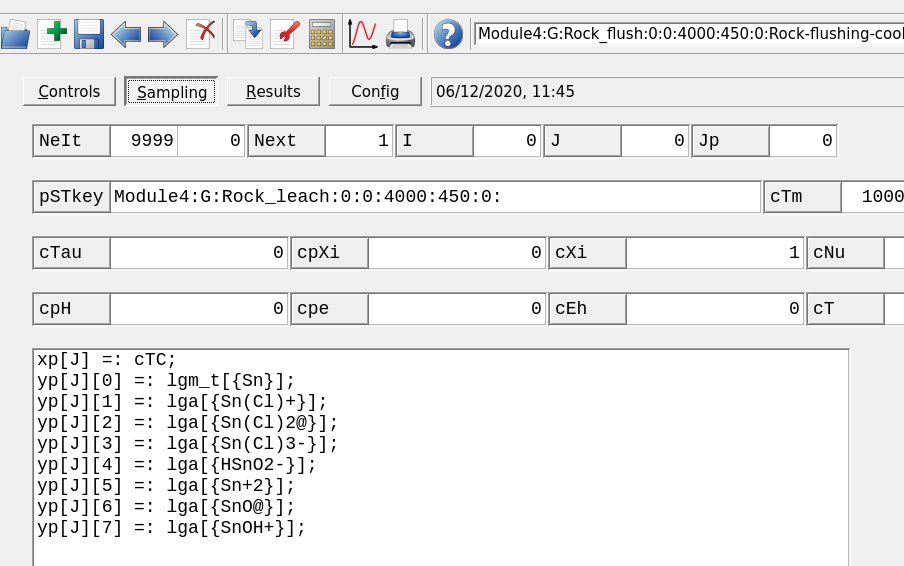 Module4:G:Rock_flush:0:0:4000:450:0:Rock-flushing-cool
Controls Sampling Results Config 06/12/2020, 11:45
NeIt 9999 0 Next 1 I 0 J 0 Jp 0
pSTkey Module4:G:Rock_leach:0:0:4000:450:0: cTm 1000
cTau 0 cpXi 0 cXi 1 cNu
cpH 0 cpe 0 cEh 0 cT
xp[J] =: cTC;
yp[J][0] =: lgm_t[{Sn}];
yp[J][1] =: lga[{Sn(Cl)+}];
yp[J][2] =: lga[{Sn(Cl)2@}];
yp[J][3] =: lga[{Sn(Cl)3-}];
yp[J][4] =: lga[{HSnO2-}];
yp[J][5] =: lga[{Sn+2}];
yp[J][6] =: lga[{SnO@}];
yp[J][7] =: lga[{SnOH+}];